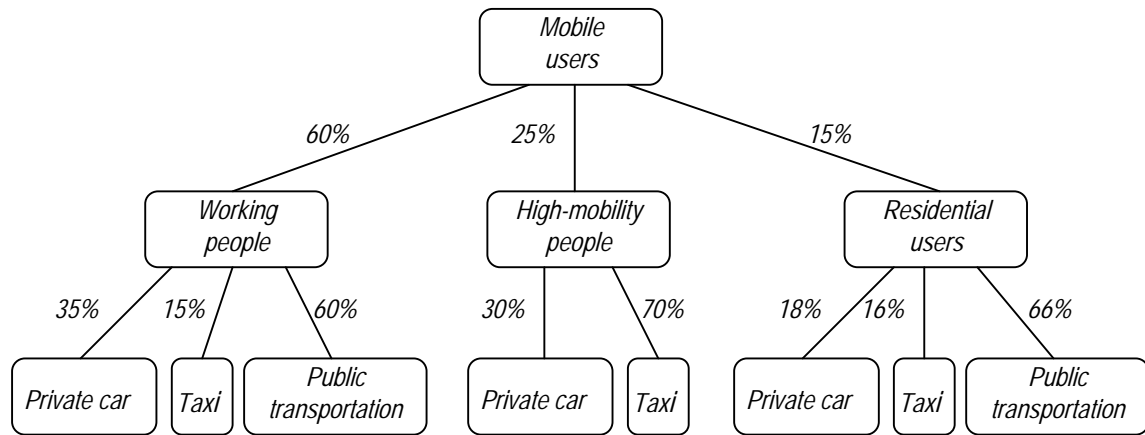 Mobile
users
60%
25%
15%
Working
people
High-mobility
people
Residential
users
35%
15%
60%
30%
70%
18%
16%
66%
Private car
Taxi
Public
transportation
Private car
Taxi
Private car
Taxi
Public
transportation